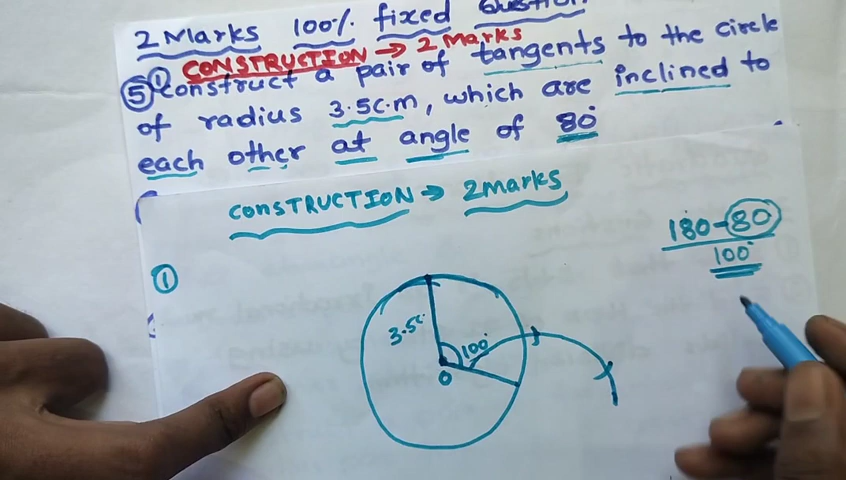 2 Marks 100% fixed Question
CONSTRUCTION → 2 Marks
⑤ ① Construct a pair of tangents to the circle
of radius 3.5c.m, which are inclined to
each other at angle of 80°
CONSTRUCTION → 2marks
180-80
100°
①
3.5c
100°
O